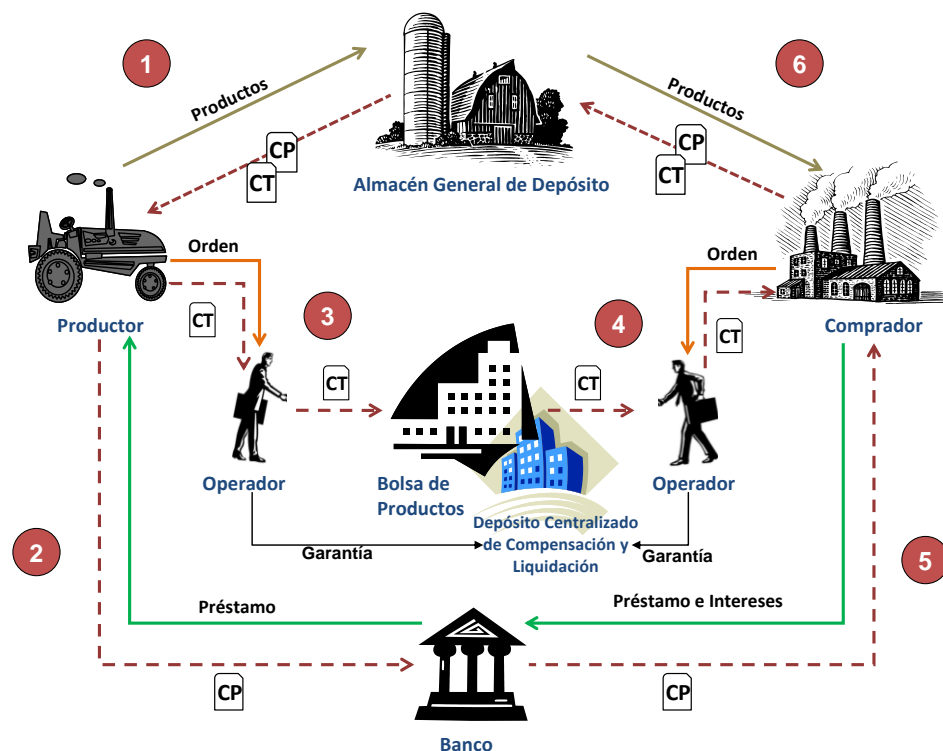 1
6
Productos
Productos
CP
CT
CP
CT
Almacén General de Depósito
Orden
Orden
CT
3
4
CT
Productor
Comprador
CT
CT
Operador
Bolsa de
Productos
Operador
Depósito Centralizado
de Compensación y
Liquidación
Garantía
Garantía
2
5
Préstamo
Préstamo e Intereses
CP
CP
Banco